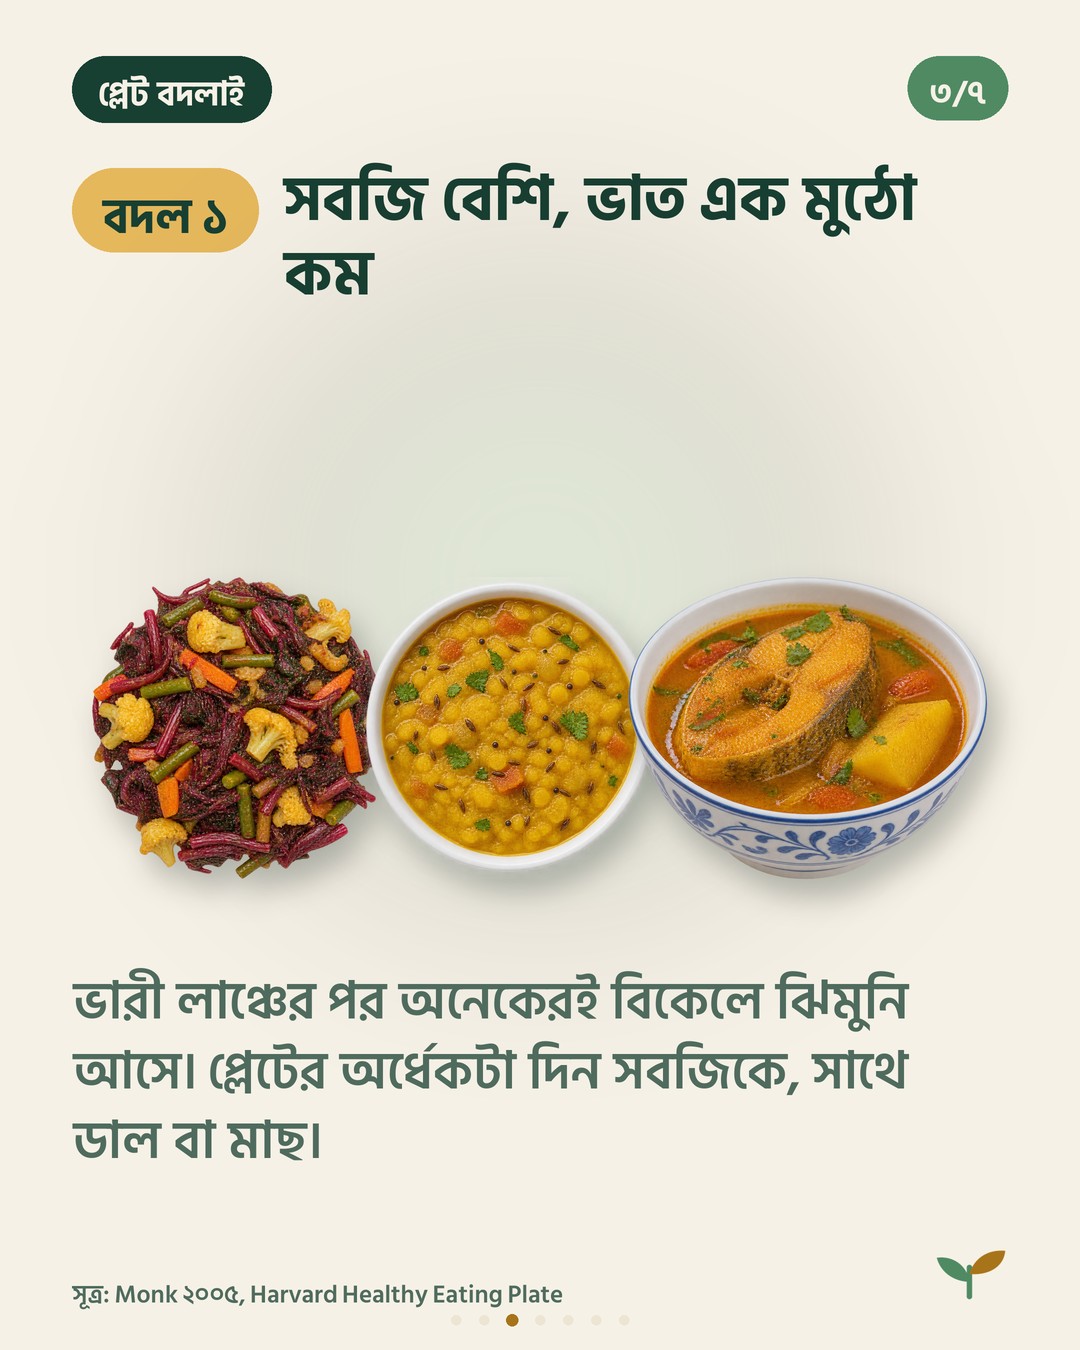 প্লেট বদলাই
৩/৭
বদল ১
সবজি বেশি, ভাত এক মুঠো
কম
ভারী লাঞ্চের পর অনেকেরই বিকেলে ঝিমুনি
আসে। প্লেটের অর্ধেকটা দিন সবজিকে, সাথে
ডাল বা মাছ।
সূত্র: Monk ২০০৫, Harvard Healthy Eating Plate